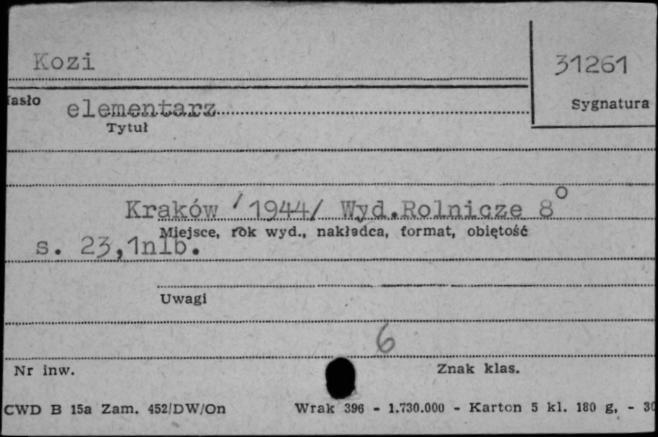 Kozi
31261
asło
elementarz
Sygnatura
Tytuł
Kraków /1944/ Wyd.Rolnicze 8°
Miejsce, rok wyd., nakładca, format, objętość
s. 23,1nlb.
Uwagi
6
Nr inw.
Znak klas.
CWD B 15a Zam. 452/DW/On Wrak 396 - 1.730.000 - Karton 5 kl. 180 g, - 30